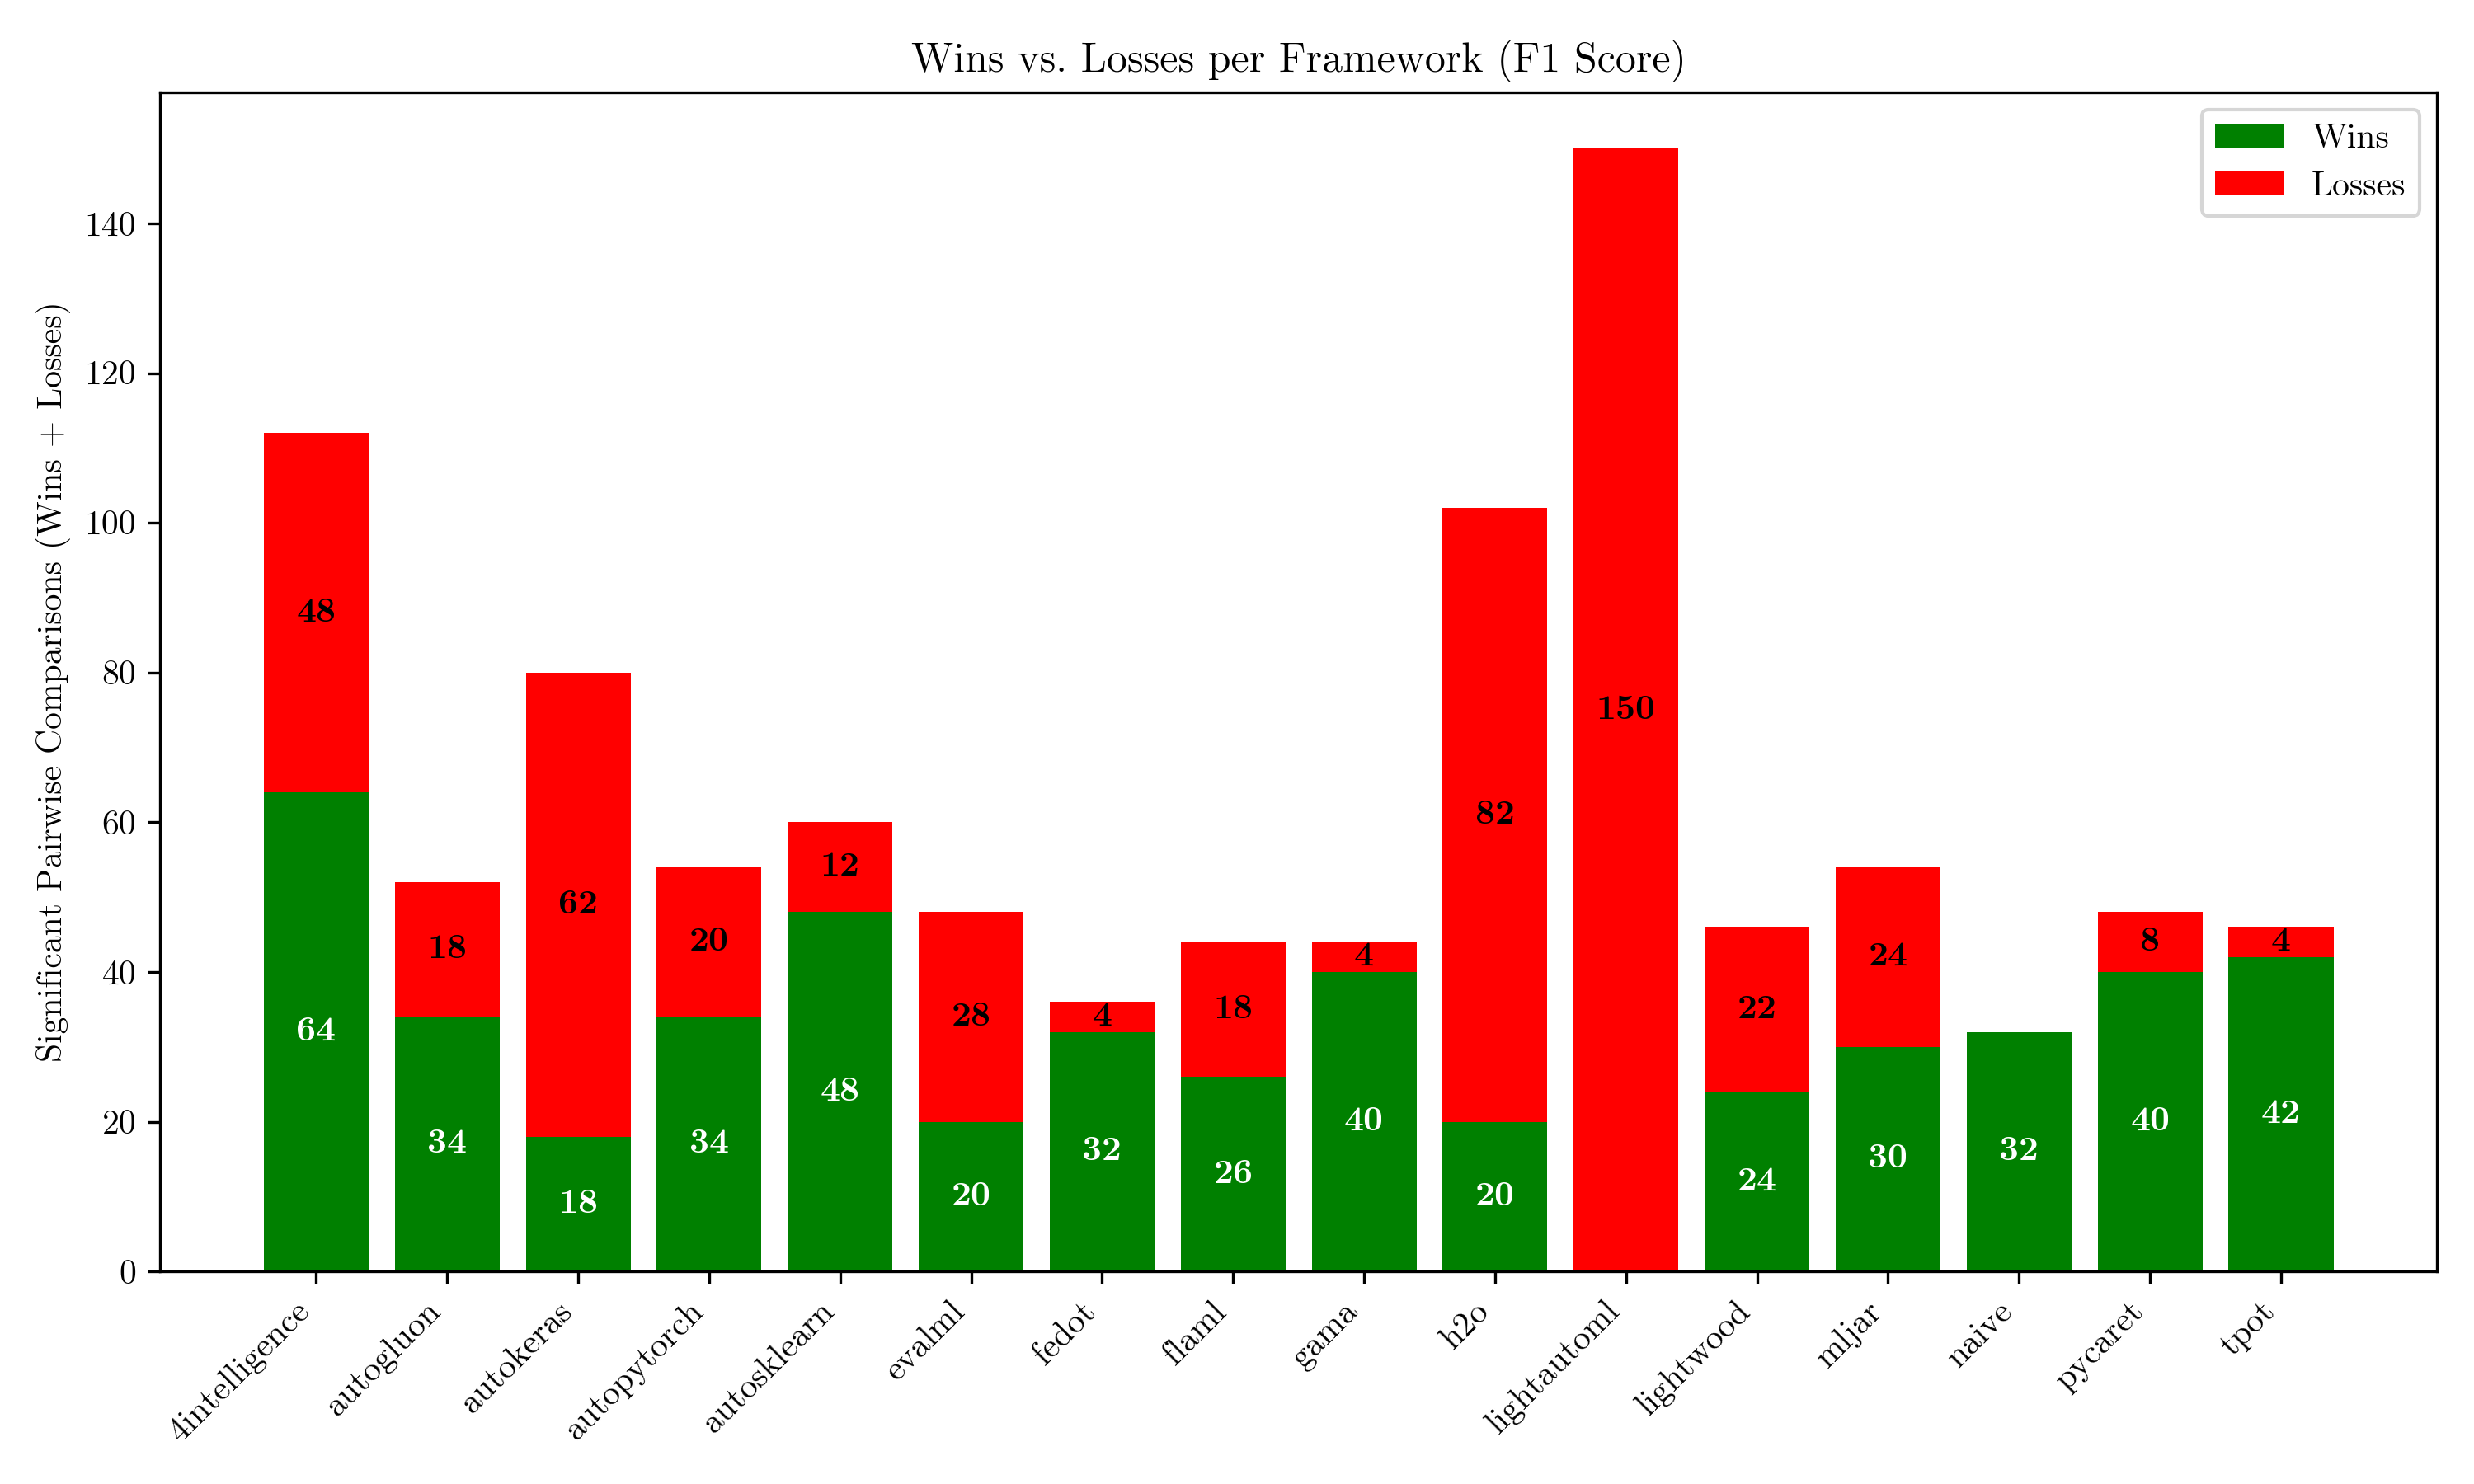 Wins vs. Losses per Framework (F1 Score)
Wins
Losses
Significant Pairwise Comparisons (Wins + Losses)
140
120
100
80
60
40
20
0
48
64
18
34
62
18
20
34
12
48
28
20
4
32
18
26
4
40
82
20
150
22
24
24
30
32
8
40
4
42
4intelligence
autogluon
autokeras
autopytorch
autosklearn
evalml
fedot
flaml
gama
h2o
lightautoml
lightwood
mljar
naive
pycaret
tpot